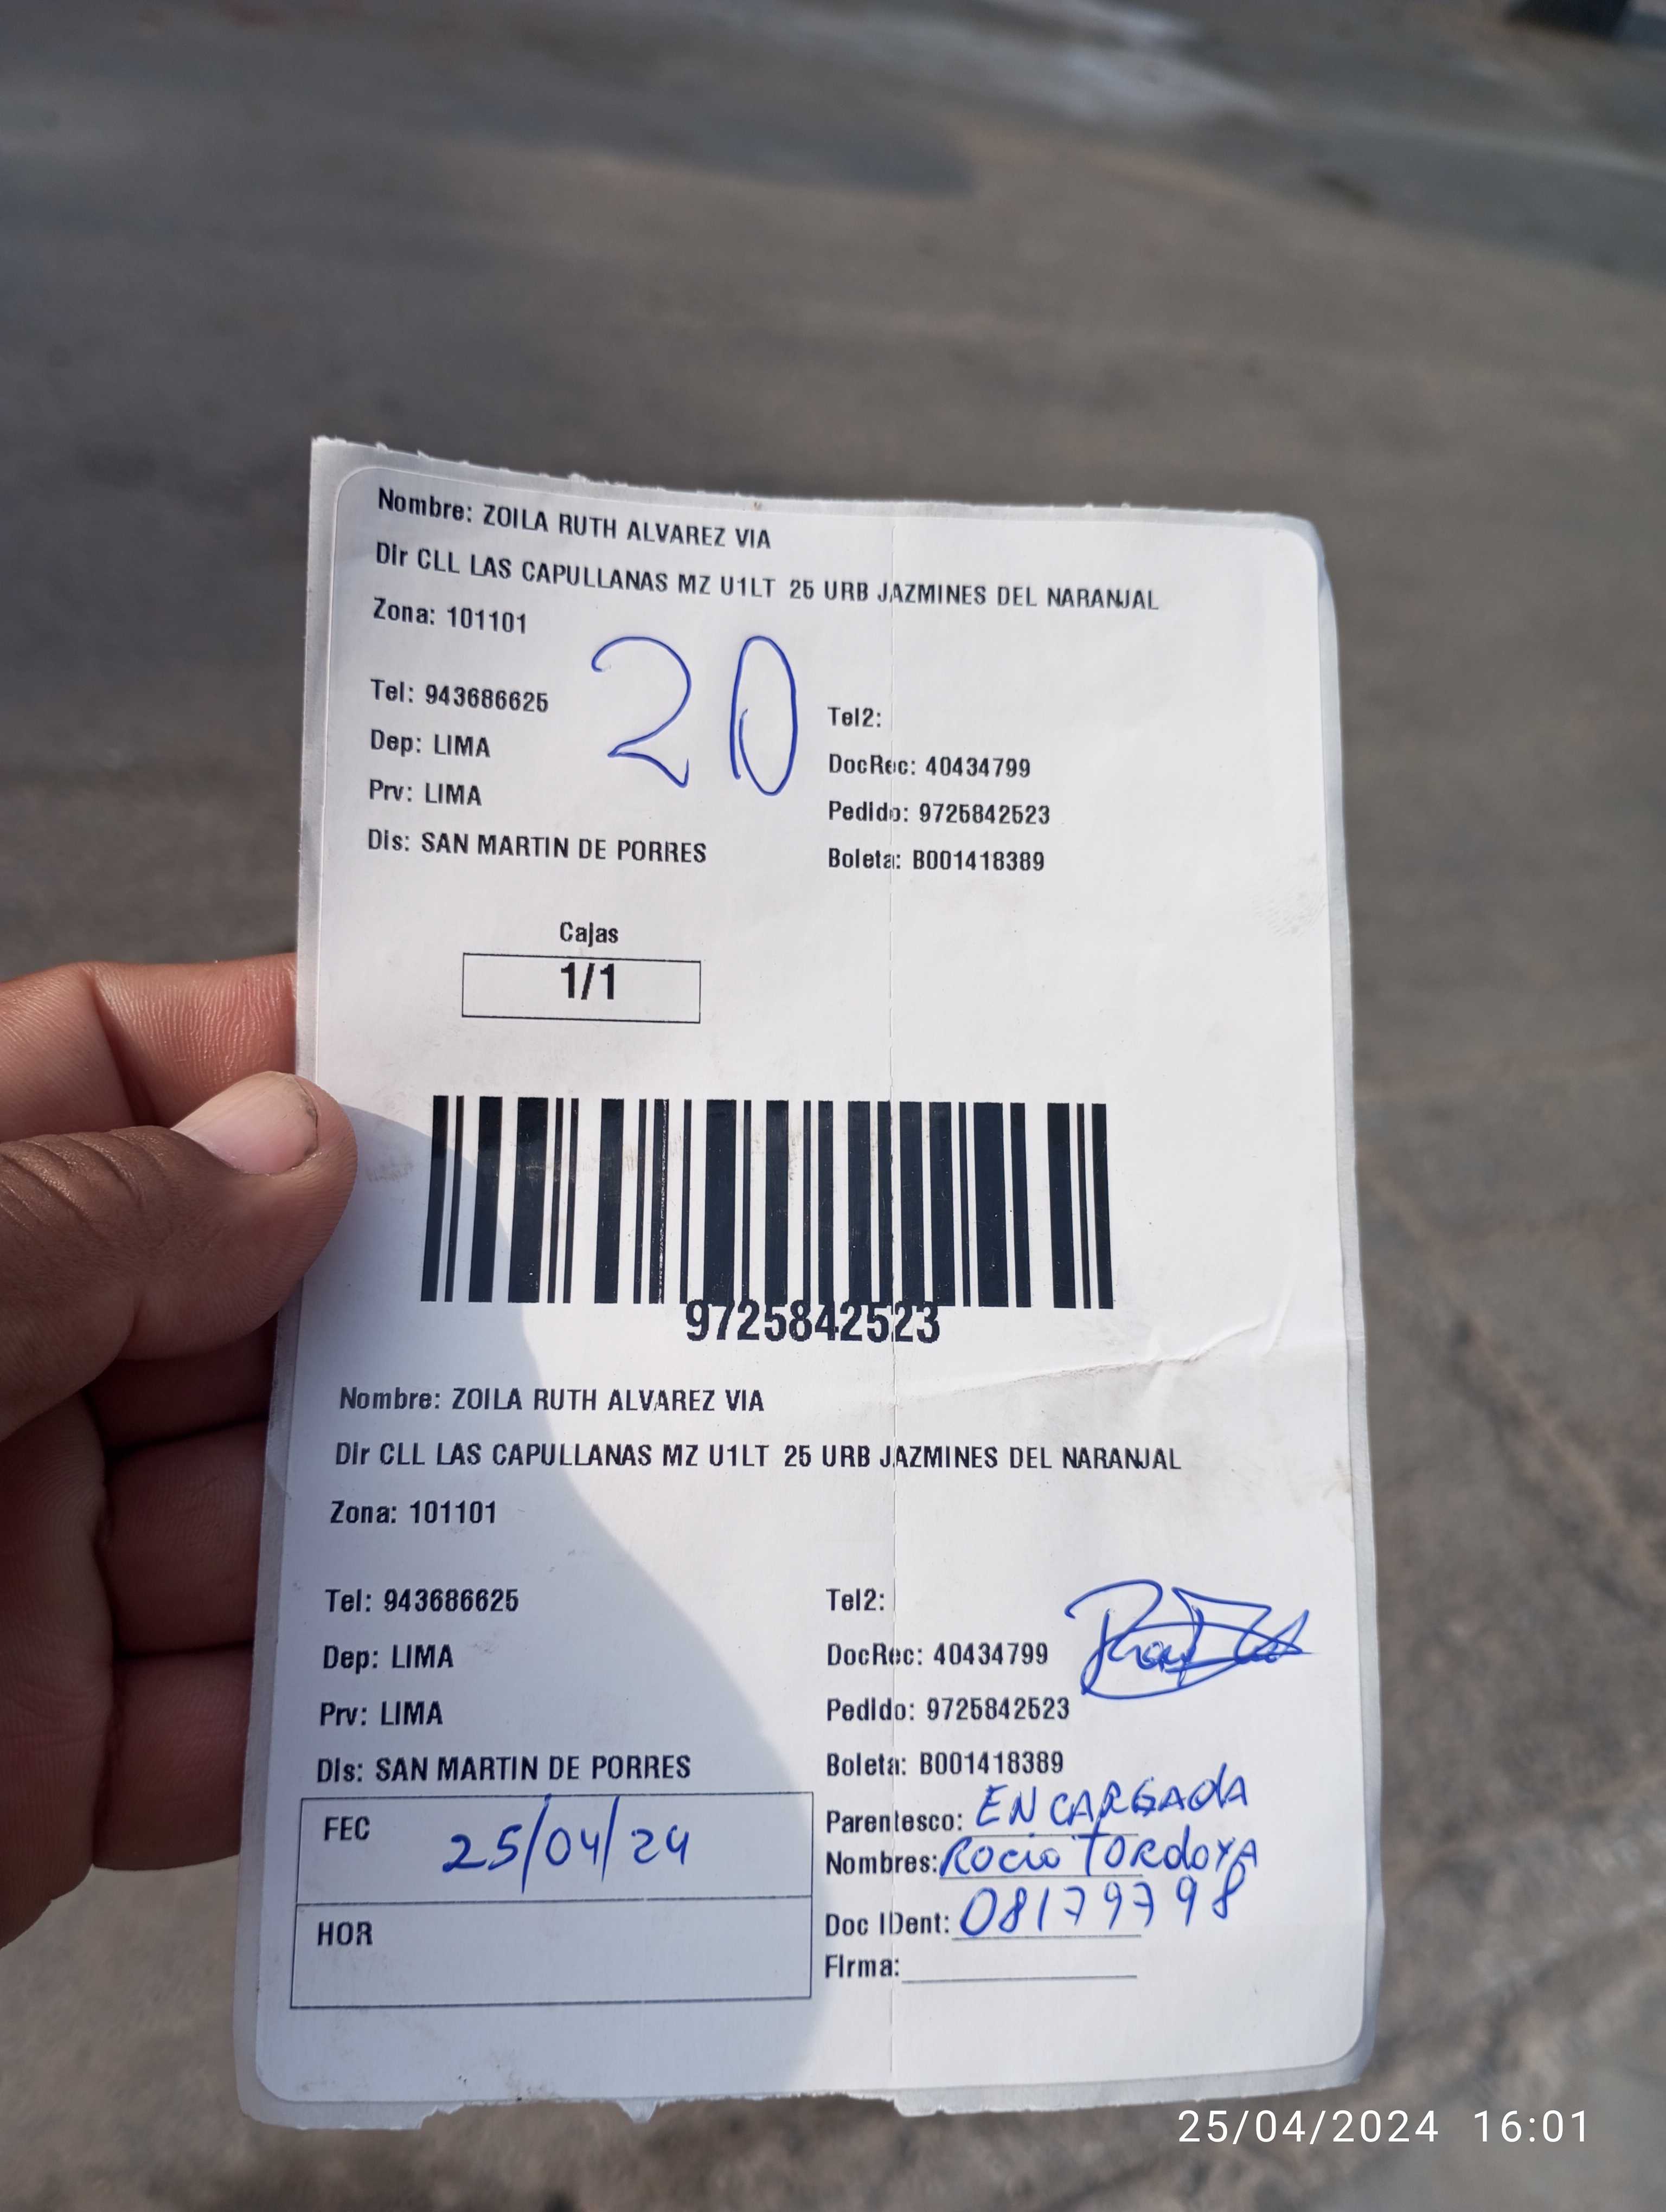 Nombre: ZOILA RUTH ALVAREZ VIA
Dir CLL LAS CAPULLANAS MZ U1LT 25 URB JAZMINES DEL NARANJAL
Zona: 101101
20
Tel: 943686625
Tel2:
Dep: LIMA
DocRec: 40434799
Prv: LIMA
Pedido: 9725842523
Dis: SAN MARTIN DE PORRES
Boleta: B001418389
Cajas
1/1
9725842523
Nombre: ZOILA RUTH ALVAREZ VIA
Dir CLL LAS CAPULLANAS MZ U1LT 25 URB JAZMINES DEL NARANJAL
Zona: 101101
Tel: 943686625
Tel2:
Dep: LIMA
DocRec: 40434799
Prv: LIMA
Pedido: 9725842523
Dis: SAN MARTIN DE PORRES
Boleta: B001418389
FEC 25/04/24
HOR
Parentesco: ENCARGADA
Nombres: ROCIO TORDOYA
Doc IDent: 08179798
Firma:
25/04/2024 16:01